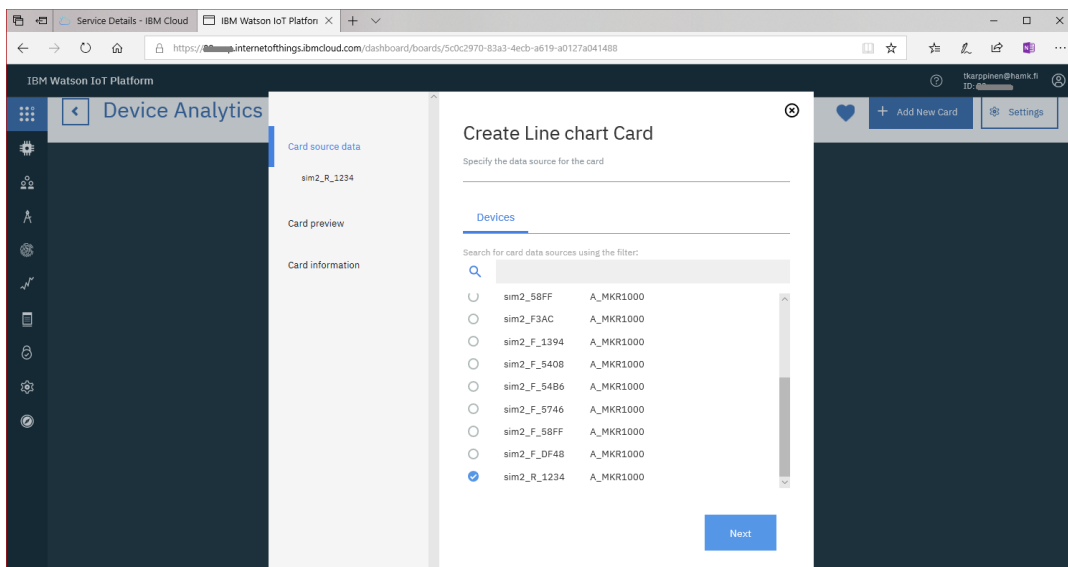 Service Details - IBM Cloud
IBM Watson IoT Platforn
https://
.internetofthings.ibmcloud.com/dashboard/boards/5c0c2970-83a3-4ecb-a619-a0127a041488
IBM Watson IoT Platform
tkarppinen@hamk.fi
ID:
Device Analytics
+ Add New Card
Settings
Card source data
sim2_R_1234
Card preview
Card information
Create Line chart Card
Specify the data source for the card
Devices
Search for card data sources using the filter:
sim2_58FF A_MKR1000
sim2_F3AC A_MKR1000
sim2_F_1394 A_MKR1000
sim2_F_5408 A_MKR1000
sim2_F_54B6 A_MKR1000
sim2_F_5746 A_MKR1000
sim2_F_58FF A_MKR1000
sim2_F_DF48 A_MKR1000
sim2_R_1234 A_MKR1000
Next